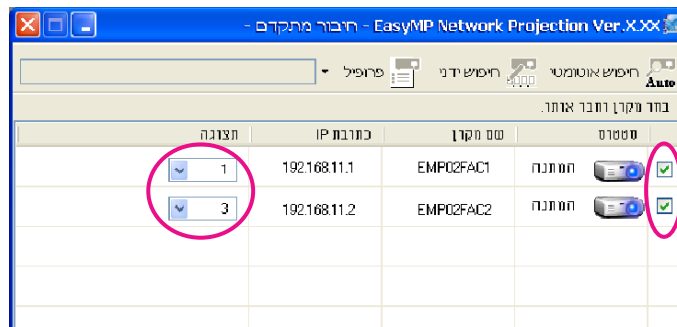 EasyMP Network Projection Ver.X.XX - חיבור מתקדם -
Auto חיפוש אוטומטי חיפוש ידני פרופיל
בחר מקרן וחבר אותו.
סטטוס שם מקרן כתובת IP תצוגה
המתנה EMP02FAC1 192.168.11.1 1
המתנה EMP02FAC2 192.168.11.2 3